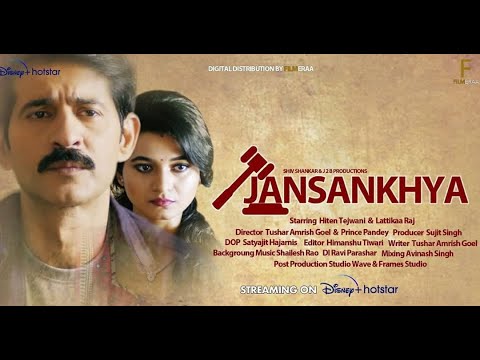 Disney+hotstar
DIGITAL DISTRIBUTION BY FILMERAA
F
FILMERAA
SHIV SHANKAR & J 2 B PRODUCTIONS
JANSANKHYA
Starring Hiten Tejwani & Lattikaa Raj
Director Tushar Amrish Goel & Prince Pandey Producer Sujit Singh
DOP Satyajit Hajarnis Editor Himanshu Tiwari Writer Tushar Amrish Goel
Backgroung Music Shailesh Rao DI Ravi Parashar Mixing Avinash Singh
Post Production Studio Wave & Frames Studio
STREAMING ON Disney+hotstar